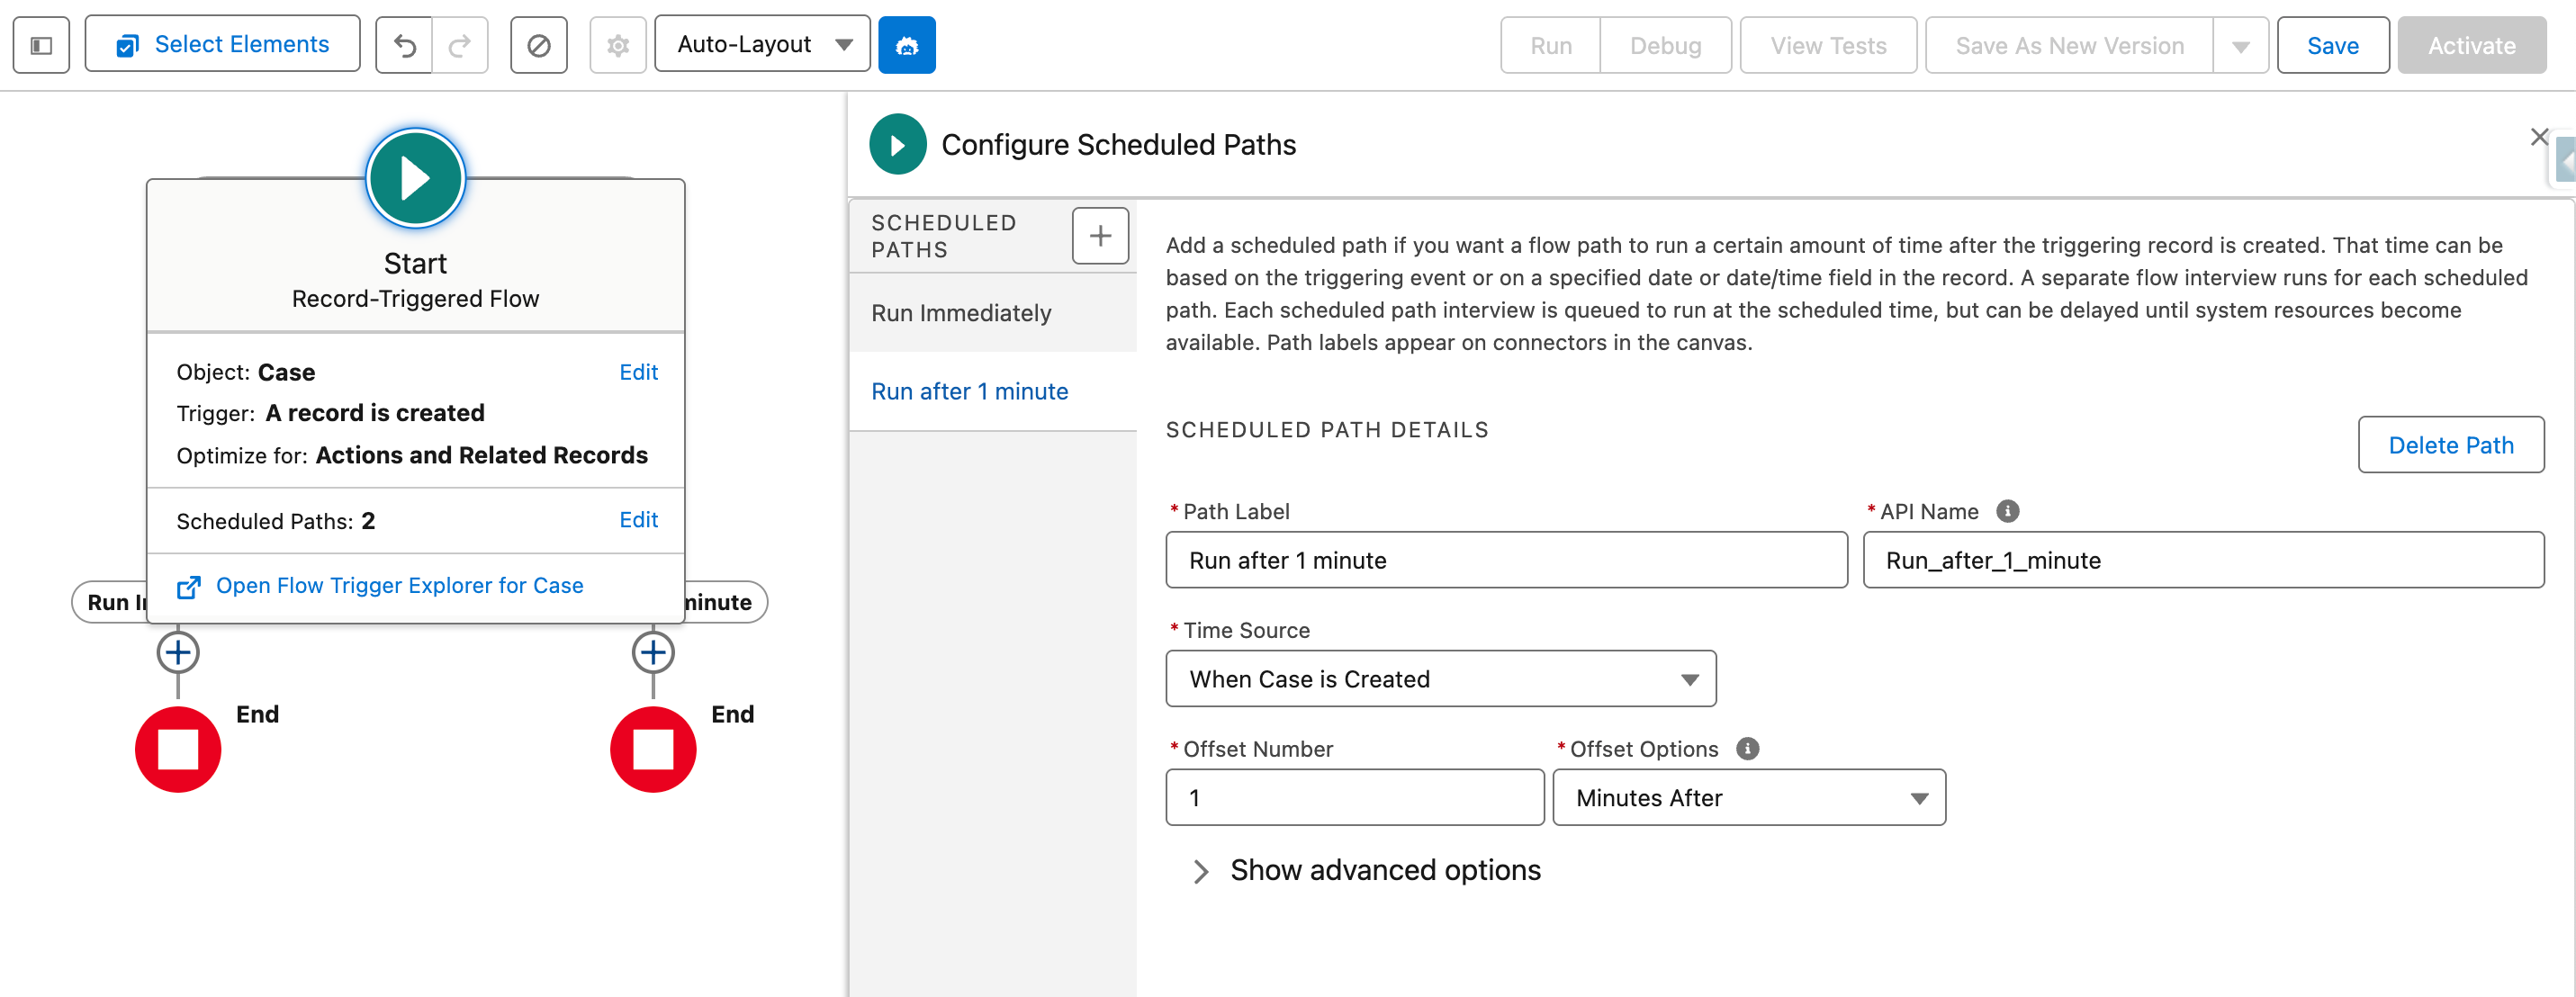 Select Elements
Auto-Layout
Run
Debug
View Tests
Save As New Version
Save
Activate
Start
Record-Triggered Flow
Object: Case
Edit
Trigger: A record is created
Optimize for: Actions and Related Records
Scheduled Paths: 2
Edit
Open Flow Trigger Explorer for Case
Run
minute
End
End
Configure Scheduled Paths
SCHEDULED
PATHS
Run Immediately
Run after 1 minute
Add a scheduled path if you want a flow path to run a certain amount of time after the triggering record is created. That time can be
based on the triggering event or on a specified date or date/time field in the record. A separate flow interview runs for each scheduled
path. Each scheduled path interview is queued to run at the scheduled time, but can be delayed until system resources become
available. Path labels appear on connectors in the canvas.
SCHEDULED PATH DETAILS
Delete Path
* Path Label
* API Name
Run after 1 minute
Run_after_1_minute
* Time Source
When Case is Created
* Offset Number
* Offset Options
1
Minutes After
Show advanced options